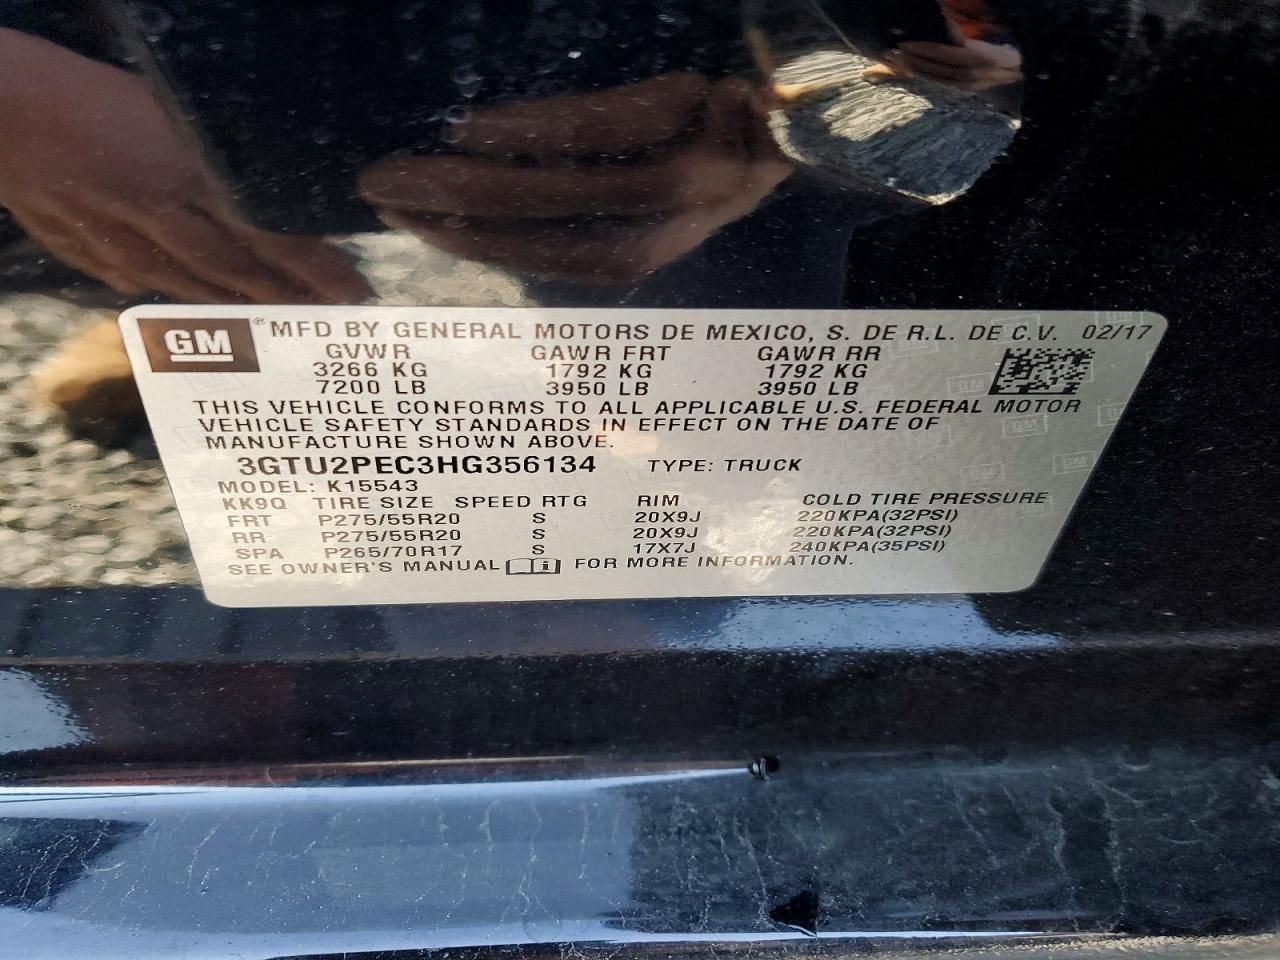 GM ® MFD BY GENERAL MOTORS DE MEXICO, S. DE R.L. DE C.V. 02/17
GVWR GAWR FRT GAWR RR
3266 KG 1792 KG 1792 KG
7200 LB 3950 LB 3950 LB
THIS VEHICLE CONFORMS TO ALL APPLICABLE U.S. FEDERAL MOTOR
VEHICLE SAFETY STANDARDS IN EFFECT ON THE DATE OF
MANUFACTURE SHOWN ABOVE.
3GTU2PEC3HG356134 TYPE: TRUCK
MODEL: K15543
KK9Q TIRE SIZE SPEED RTG RIM COLD TIRE PRESSURE
FRT P275/55R20 S 20X9J 220KPA(32PSI)
RR P275/55R20 S 20X9J 220KPA(32PSI)
SPA P265/70R17 S 17X7J 240KPA(35PSI)
SEE OWNER'S MANUAL i FOR MORE INFORMATION.